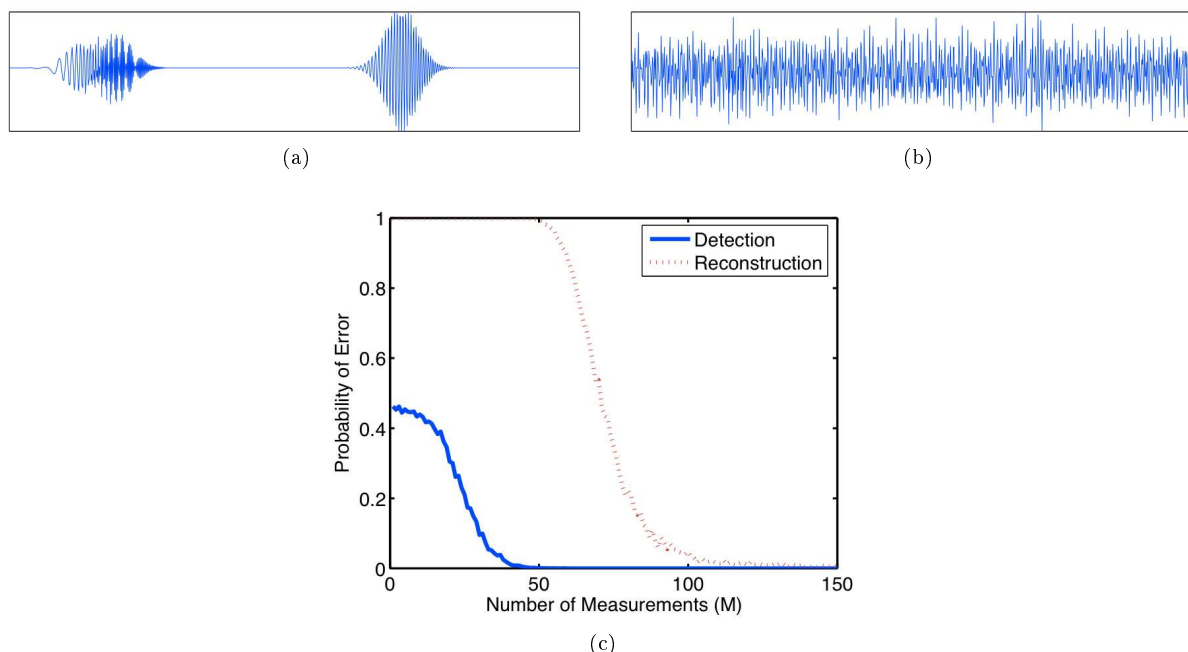 (a)
(b)
1
0.8
0.6
0.4
0.2
0
Probability of Error
Detection
Reconstruction
0
50
100
150
Number of Measurements (M)
(c)